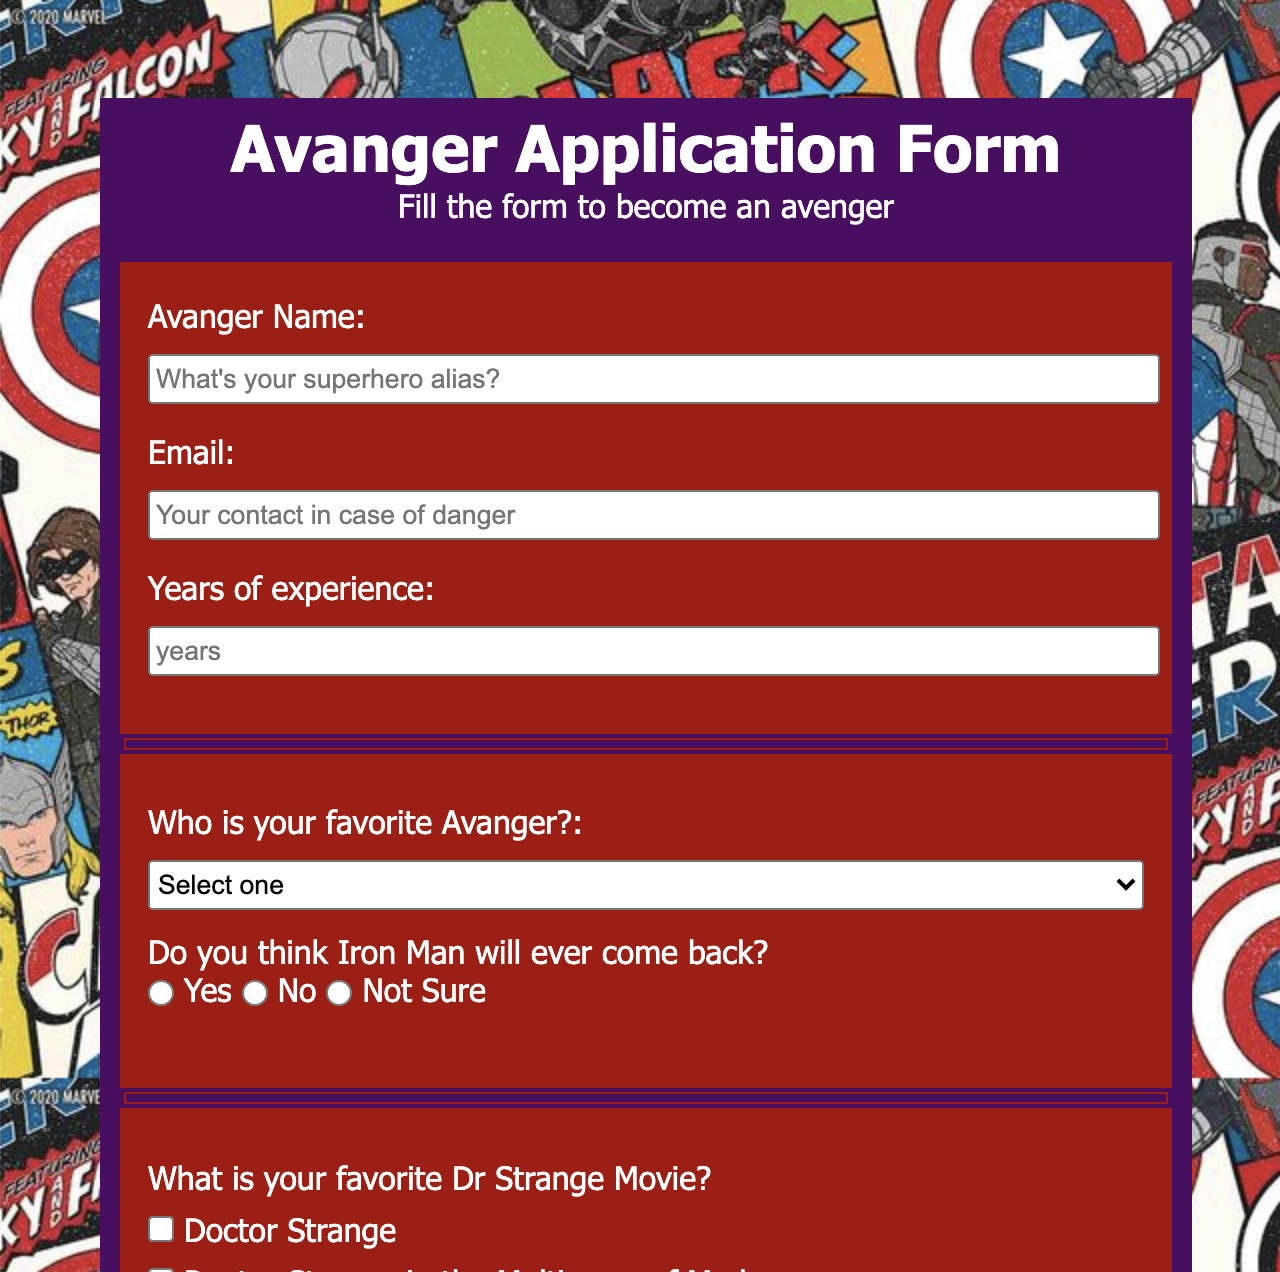 © 2020 MARVEL
FEATURING
KY AND FALCON
BLACK
Avanger Application Form
Fill the form to become an avenger
Avanger Name:
What's your superhero alias?
Email:
Your contact in case of danger
Years of experience:
years
THOR
FEATURING
KY AND F
Who is your favorite Avanger?:
Select one
Do you think Iron Man will ever come back?
Yes No Not Sure
© 2020 MARVEL
FEATURING
KY AND F
What is your favorite Dr Strange Movie?
Doctor Strange